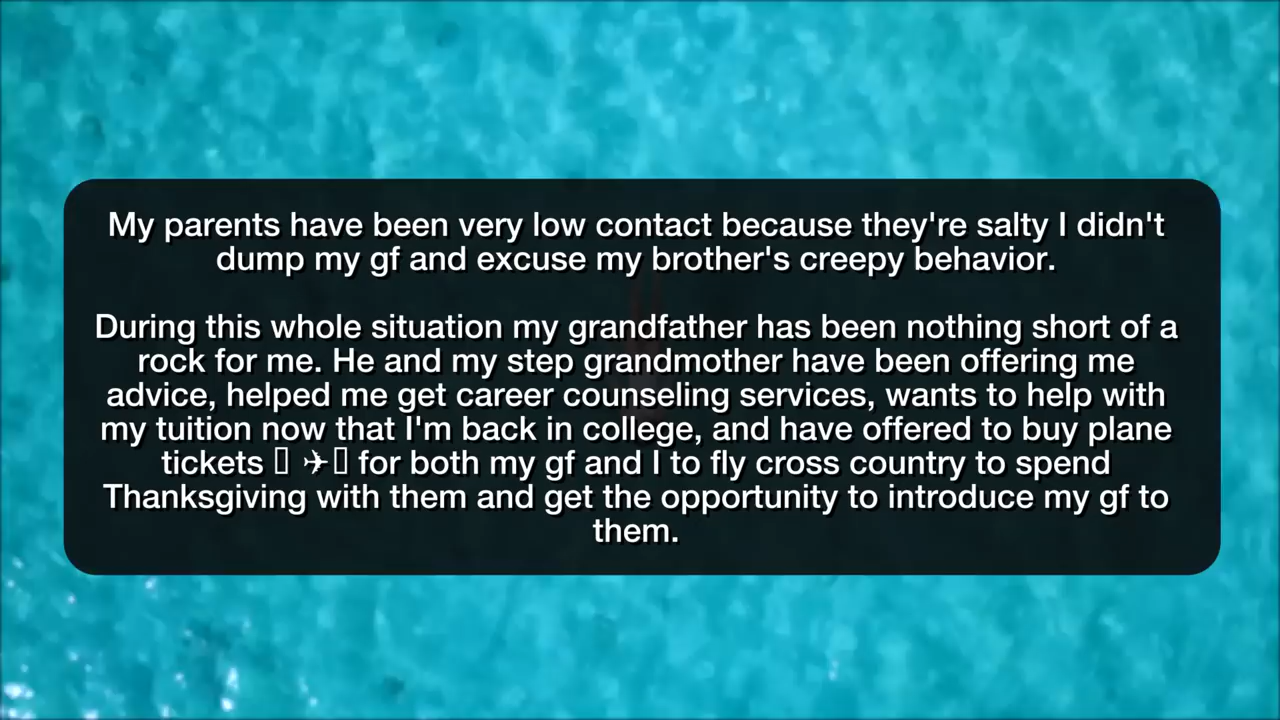 My parents have been very low contact because they're salty I didn't
dump my gf and excuse my brother's creepy behavior.
During this whole situation my grandfather has been nothing short of a
rock for me. He and my step grandmother have been offering me
advice, helped me get career counseling services, wants to help with
my tuition now that I'm back in college, and have offered to buy plane
tickets ▯ ✈▯ for both my gf and I to fly cross country to spend
Thanksgiving with them and get the opportunity to introduce my gf to
them.